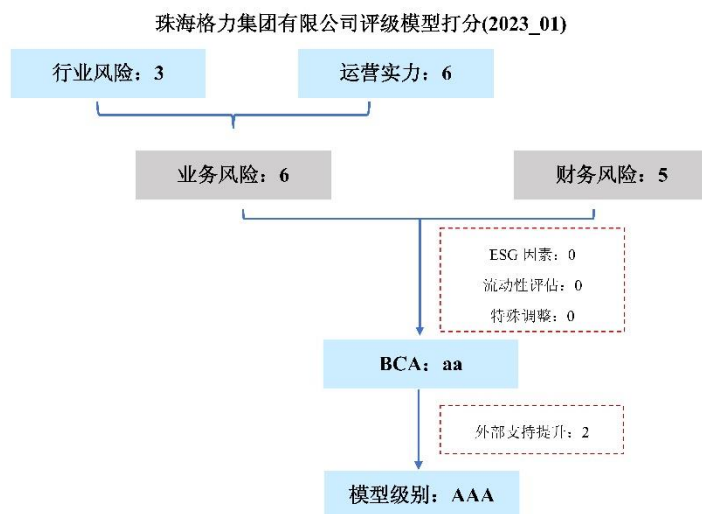 珠海格力集团有限公司评级模型打分(2023_01)
行业风险：3
运营实力：6
业务风险：6
财务风险：5
ESG 因素：0
流动性评估：0
特殊调整：0
BCA：aa
外部支持提升：2
模型级别：AAA